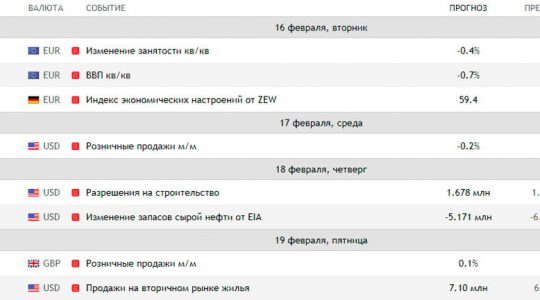 ВАЛЮТА СОБЫТИЕ ПРОГНОЗ ПРЕ
16 февраля, вторник
EUR Изменение занятости кв/кв -0.4%
EUR ВВП кв/кв -0.7%
EUR Индекс экономических настроений от ZEW 59.4
17 февраля, среда
USD Розничные продажи м/м -0.2%
18 февраля, четверг
USD Разрешения на строительство 1.678 млн 1.
USD Изменение запасов сырой нефти от EIA -5.171 млн -6.
19 февраля, пятница
GBP Розничные продажи м/м 0.1%
USD Продажи на вторичном рынке жилья 7.10 млн 6